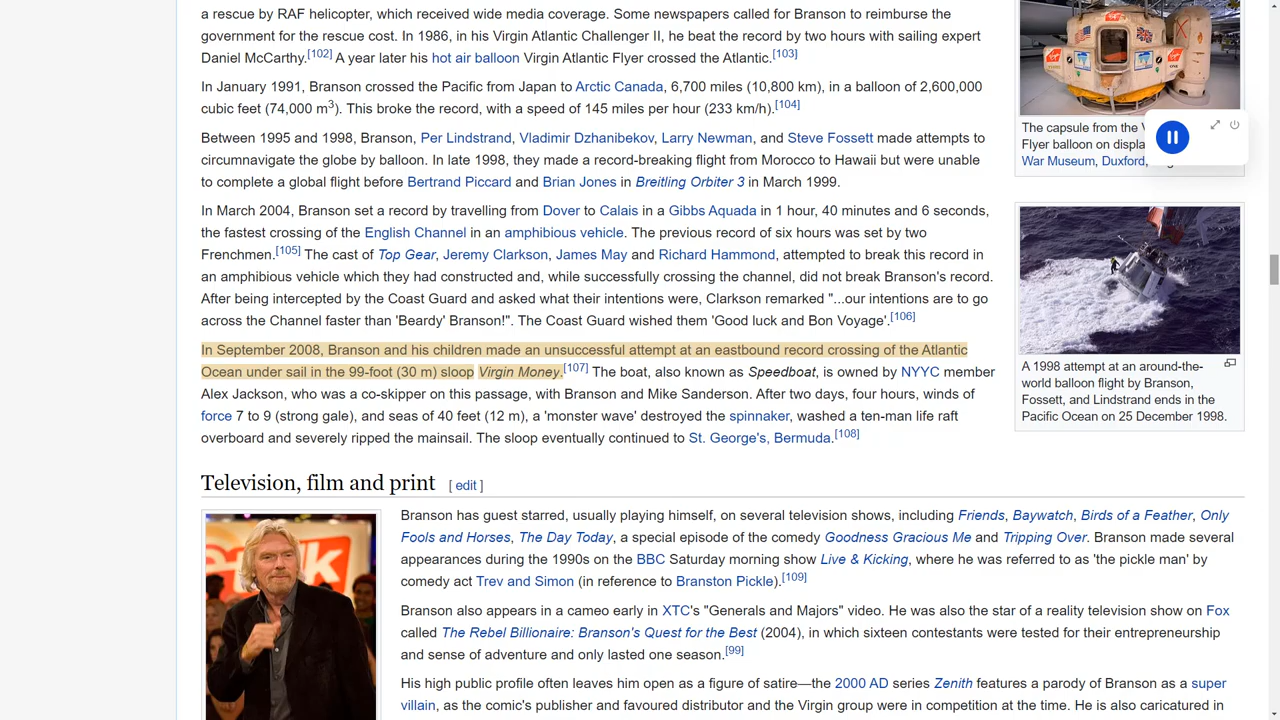 a rescue by RAF helicopter, which received wide media coverage. Some newspapers called for Branson to reimburse the
government for the rescue cost. In 1986, in his Virgin Atlantic Challenger II, he beat the record by two hours with sailing expert
Daniel McCarthy.[102] A year later his hot air balloon Virgin Atlantic Flyer crossed the Atlantic.[103]
In January 1991, Branson crossed the Pacific from Japan to Arctic Canada, 6,700 miles (10,800 km), in a balloon of 2,600,000
cubic feet (74,000 m³). This broke the record, with a speed of 145 miles per hour (233 km/h).[104]
Between 1995 and 1998, Branson, Per Lindstrand, Vladimir Dzhanibekov, Larry Newman, and Steve Fossett made attempts to
circumnavigate the globe by balloon. In late 1998, they made a record-breaking flight from Morocco to Hawaii but were unable
to complete a global flight before Bertrand Piccard and Brian Jones in Breitling Orbiter 3 in March 1999.
In March 2004, Branson set a record by travelling from Dover to Calais in a Gibbs Aquada in 1 hour, 40 minutes and 6 seconds,
the fastest crossing of the English Channel in an amphibious vehicle. The previous record of six hours was set by two
Frenchmen.[105] The cast of Top Gear, Jeremy Clarkson, James May and Richard Hammond, attempted to break this record in
an amphibious vehicle which they had constructed and, while successfully crossing the channel, did not break Branson's record.
After being intercepted by the Coast Guard and asked what their intentions were, Clarkson remarked "...our intentions are to go
across the Channel faster than 'Beardy' Branson!". The Coast Guard wished them 'Good luck and Bon Voyage'.[106]
In September 2008, Branson and his children made an unsuccessful attempt at an eastbound record crossing of the Atlantic
Ocean under sail in the 99-foot (30 m) sloop Virgin Money.[107] The boat, also known as Speedboat, is owned by NYYC member
Alex Jackson, who was a co-skipper on this passage, with Branson and Mike Sanderson. After two days, four hours, winds of
force 7 to 9 (strong gale), and seas of 40 feet (12 m), a 'monster wave' destroyed the spinnaker, washed a ten-man life raft
overboard and severely ripped the mainsail. The sloop eventually continued to St. George's, Bermuda.[108]
The capsule from the
Flyer balloon on displa
War Museum, Duxford,
A 1998 attempt at an around-the-
world balloon flight by Branson,
Fossett, and Lindstrand ends in the
Pacific Ocean on 25 December 1998.
Television, film and print [ edit ]
Branson has guest starred, usually playing himself, on several television shows, including Friends, Baywatch, Birds of a Feather, Only
Fools and Horses, The Day Today, a special episode of the comedy Goodness Gracious Me and Tripping Over. Branson made several
appearances during the 1990s on the BBC Saturday morning show Live & Kicking, where he was referred to as 'the pickle man' by
comedy act Trev and Simon (in reference to Branston Pickle).[109]
Branson also appears in a cameo early in XTC's "Generals and Majors" video. He was also the star of a reality television show on Fox
called The Rebel Billionaire: Branson's Quest for the Best (2004), in which sixteen contestants were tested for their entrepreneurship
and sense of adventure and only lasted one season.[99]
His high public profile often leaves him open as a figure of satire—the 2000 AD series Zenith features a parody of Branson as a super
villain, as the comic's publisher and favoured distributor and the Virgin group were in competition at the time. He is also caricatured in